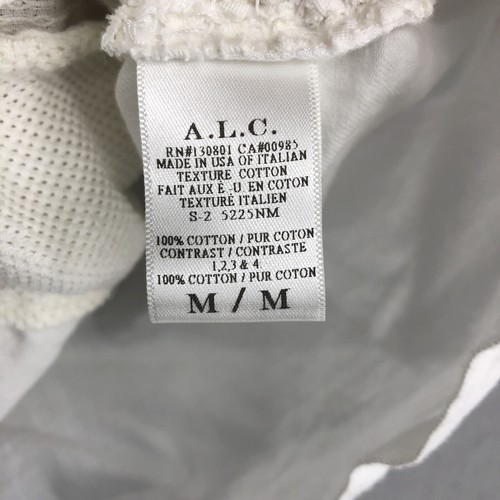 A.L.C.
RN#130801 CA#00985
MADE IN USA OF ITALIAN
TEXTURE COTTON
FAIT AUX É-U EN COTON
TEXTURÉ ITALIEN
S-2 5225NM
100% COTTON / PUR COTON
CONTRAST / CONTRASTE
1,2,3 & 4
100% COTTON / PUR COTON
M / M